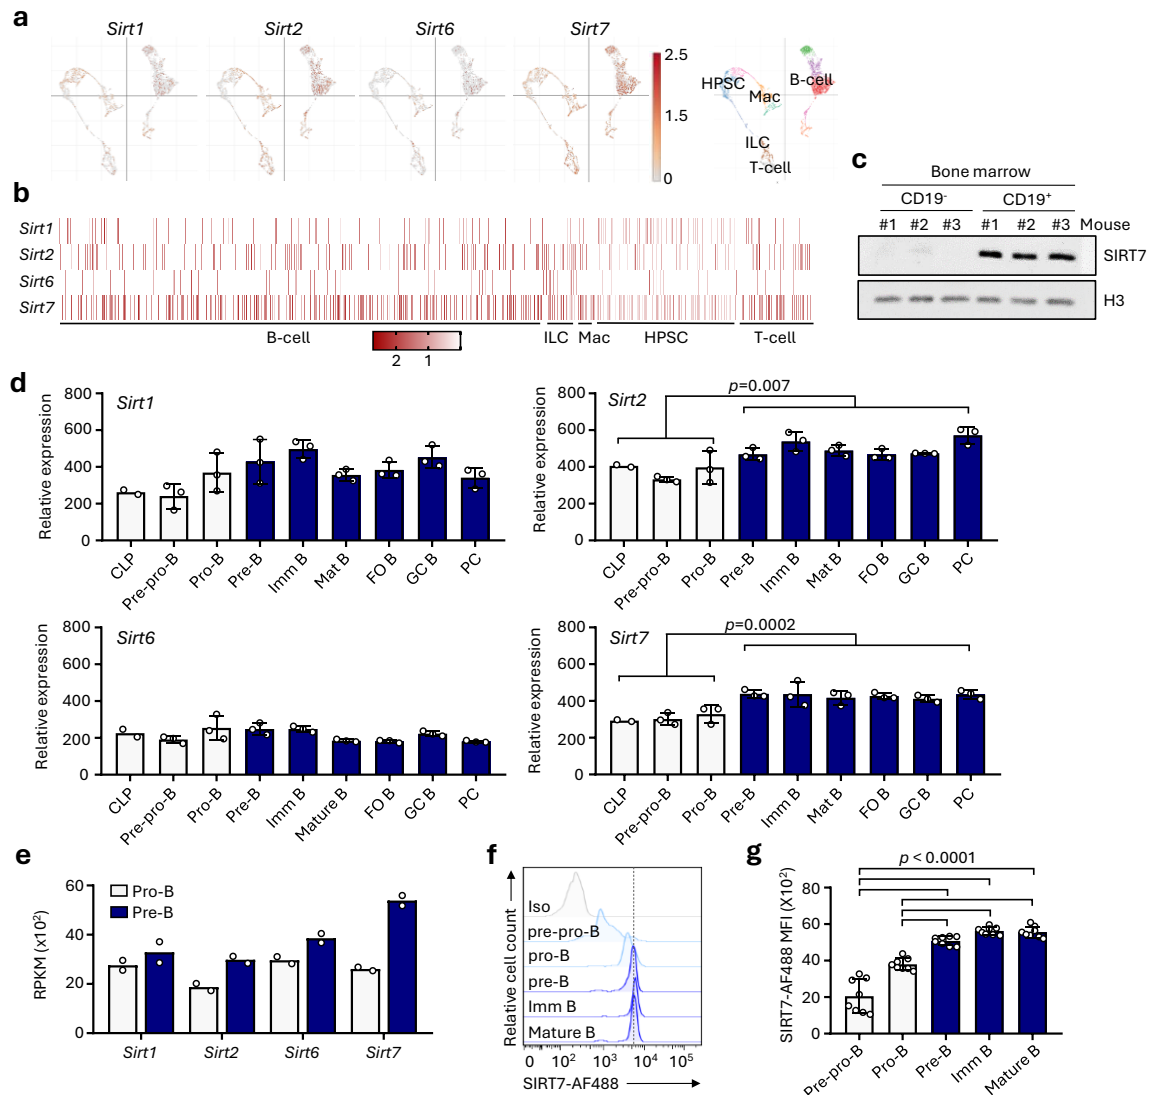 a
Sirt1 Sirt2 Sirt6 Sirt7
2.5
1.5
0
HPSC
Mac
B-cell
ILC
T-cell
b
Sirt1
Sirt2
Sirt6
Sirt7
B-cell ILC Mac HPSC T-cell
2 1
c
Bone marrow
CD19- CD19+
#1 #2 #3 #1 #2 #3 Mouse
SIRT7
H3
d
Sirt1
Relative expression
800
600
400
200
0
CLP Pre-pro-B Pro-B Pre-B Imm B Mat B FO B GC B PC
Sirt2
p=0.007
Relative expression
800
600
400
200
0
CLP Pre-pro-B Pro-B Pre-B Imm B Mat B FO B GC B PC
Sirt6
Relative expression
800
600
400
200
0
CLP Pre-pro-B Pro-B Pre-B Imm B Mature B FO B GC B PC
Sirt7
p=0.0002
Relative expression
800
600
400
200
0
CLP Pre-pro-B Pro-B Pre-B Imm B Mat B FO B GC B PC
e
Pro-B
Pre-B
RPKM (x10²)
60
40
20
0
Sirt1 Sirt2 Sirt6 Sirt7
f
Relative cell count
Iso
pre-pro-B
pro-B
pre-B
Imm B
Mature B
0 10² 10³ 10⁴ 10⁵
SIRT7-AF488
g
p < 0.0001
SIRT7-AF488 MFI (X10²)
80
60
40
20
0
Pre-pro-B Pro-B Pre-B Imm B Mature B